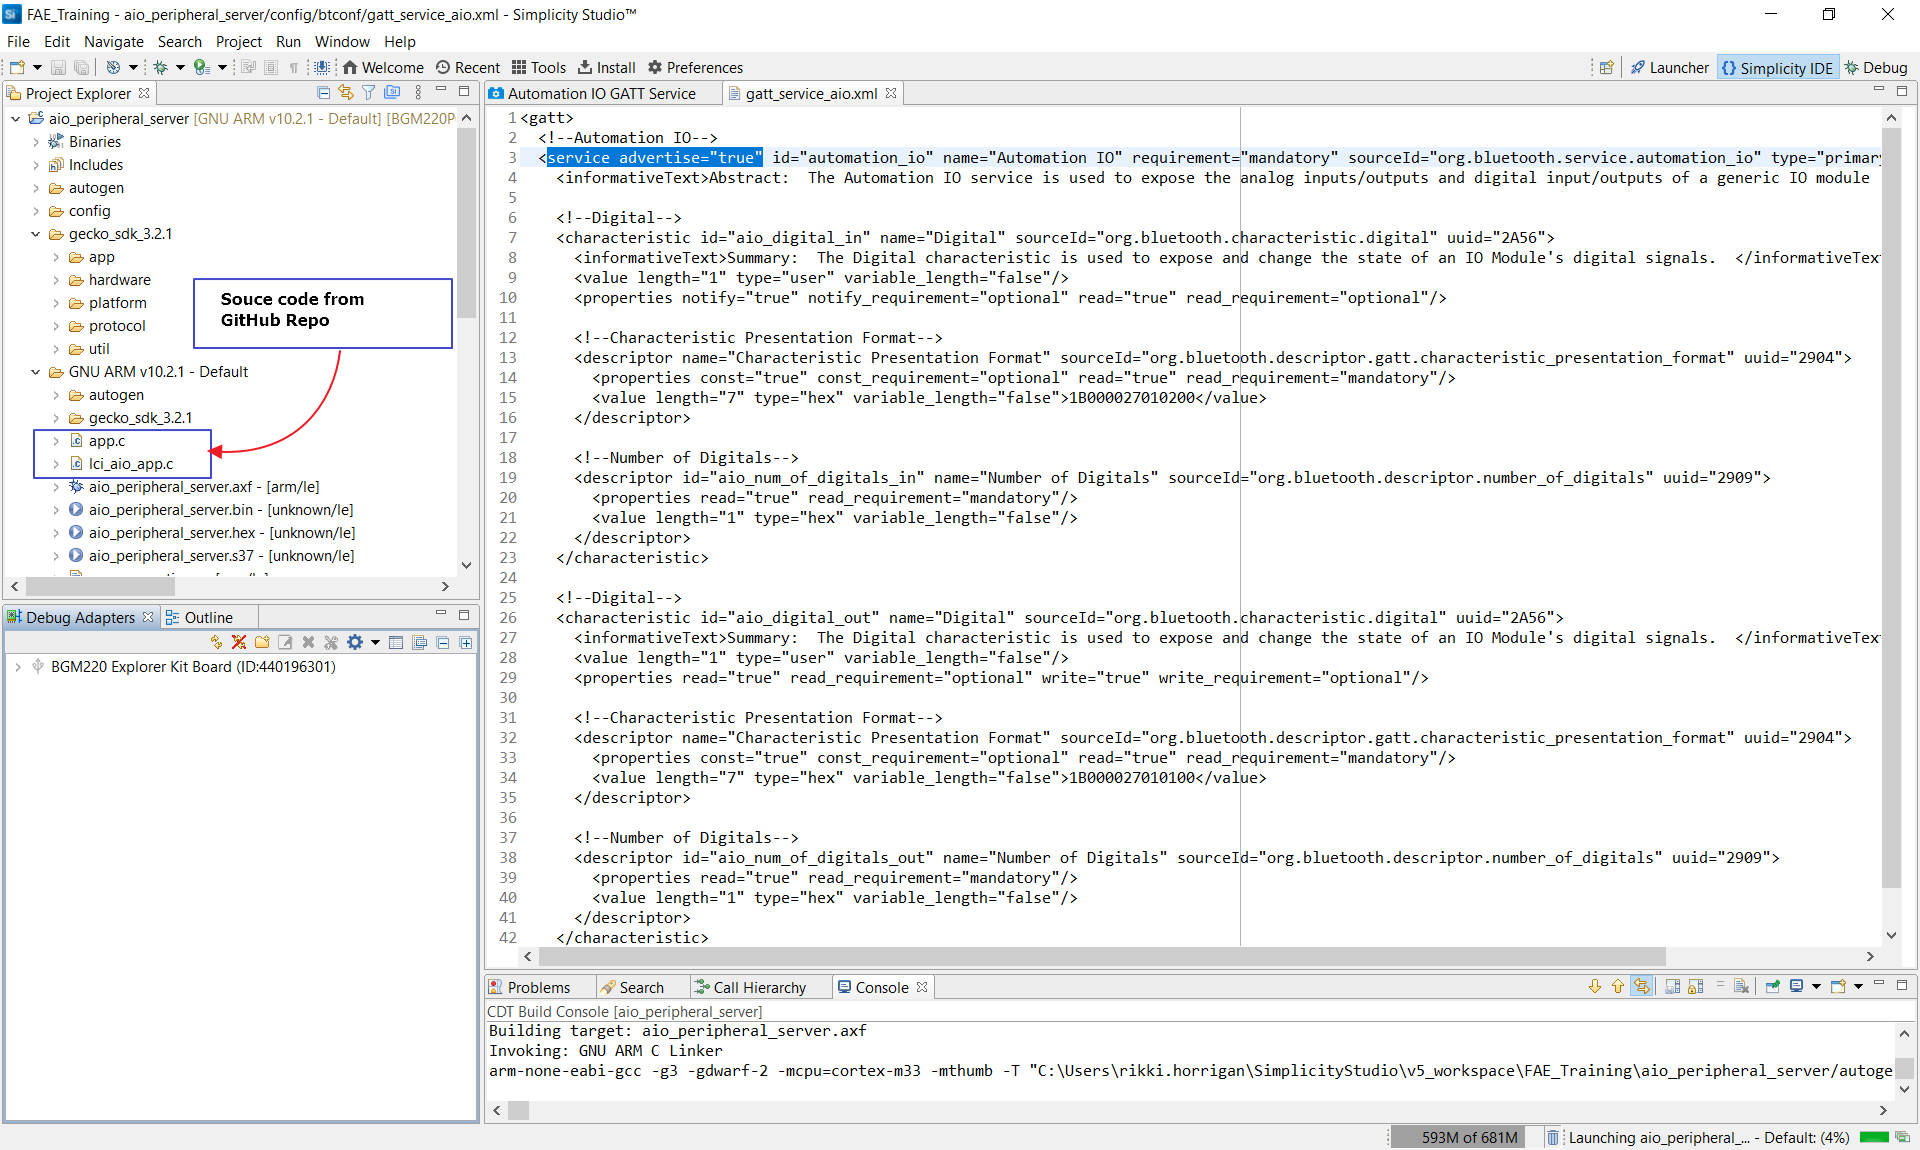 FAE_Training - aio_peripheral_server/config/btconf/gatt_service_aio.xml - Simplicity Studio™
File Edit Navigate Search Project Run Window Help
Welcome Recent Tools Install Preferences Launcher Simplicity IDE Debug
Project Explorer
aio_peripheral_server [GNU ARM v10.2.1 - Default] [BGM220P
Binaries
Includes
autogen
config
gecko_sdk_3.2.1
app
hardware
platform
protocol
util
GNU ARM v10.2.1 - Default
autogen
gecko_sdk_3.2.1
app.c
lci_aio_app.c
aio_peripheral_server.axf - [arm/le]
aio_peripheral_server.bin - [unknown/le]
aio_peripheral_server.hex - [unknown/le]
aio_peripheral_server.s37 - [unknown/le]
Souce code from
GitHub Repo
Debug Adapters Outline
BGM220 Explorer Kit Board (ID:440196301)
Automation IO GATT Service gatt_service_aio.xml
1 <gatt>
2 <!--Automation IO-->
3 <service advertise="true" id="automation_io" name="Automation IO" requirement="mandatory" sourceId="org.bluetooth.service.automation_io" type="primary
4 <informativeText>Abstract: The Automation IO service is used to expose the analog inputs/outputs and digital input/outputs of a generic IO module
5
6 <!--Digital-->
7 <characteristic id="aio_digital_in" name="Digital" sourceId="org.bluetooth.characteristic.digital" uuid="2A56">
8 <informativeText>Summary: The Digital characteristic is used to expose and change the state of an IO Module's digital signals. </informativeTex
9 <value length="1" type="user" variable_length="false"/>
10 <properties notify="true" notify_requirement="optional" read="true" read_requirement="optional"/>
11
12 <!--Characteristic Presentation Format-->
13 <descriptor name="Characteristic Presentation Format" sourceId="org.bluetooth.descriptor.gatt.characteristic_presentation_format" uuid="2904">
14 <properties const="true" const_requirement="optional" read="true" read_requirement="mandatory"/>
15 <value length="7" type="hex" variable_length="false">1B000027010200</value>
16 </descriptor>
17
18 <!--Number of Digitals-->
19 <descriptor id="aio_num_of_digitals_in" name="Number of Digitals" sourceId="org.bluetooth.descriptor.number_of_digitals" uuid="2909">
20 <properties read="true" read_requirement="mandatory"/>
21 <value length="1" type="hex" variable_length="false"/>
22 </descriptor>
23 </characteristic>
24
25 <!--Digital-->
26 <characteristic id="aio_digital_out" name="Digital" sourceId="org.bluetooth.characteristic.digital" uuid="2A56">
27 <informativeText>Summary: The Digital characteristic is used to expose and change the state of an IO Module's digital signals. </informativeTex
28 <value length="1" type="user" variable_length="false"/>
29 <properties read="true" read_requirement="optional" write="true" write_requirement="optional"/>
30
31 <!--Characteristic Presentation Format-->
32 <descriptor name="Characteristic Presentation Format" sourceId="org.bluetooth.descriptor.gatt.characteristic_presentation_format" uuid="2904">
33 <properties const="true" const_requirement="optional" read="true" read_requirement="mandatory"/>
34 <value length="7" type="hex" variable_length="false">1B000027010100</value>
35 </descriptor>
36
37 <!--Number of Digitals-->
38 <descriptor id="aio_num_of_digitals_out" name="Number of Digitals" sourceId="org.bluetooth.descriptor.number_of_digitals" uuid="2909">
39 <properties read="true" read_requirement="mandatory"/>
40 <value length="1" type="hex" variable_length="false"/>
41 </descriptor>
42 </characteristic>
Problems Search Call Hierarchy Console
CDT Build Console [aio_peripheral_server]
Building target: aio_peripheral_server.axf
Invoking: GNU ARM C Linker
arm-none-eabi-gcc -g3 -gdwarf-2 -mcpu=cortex-m33 -mthumb -T "C:\Users\rikki.horrigan\SimplicityStudio\v5_workspace\FAE_Training\aio_peripheral_server/autoge
593M of 681M Launching aio_peripheral_... - Default: (4%)